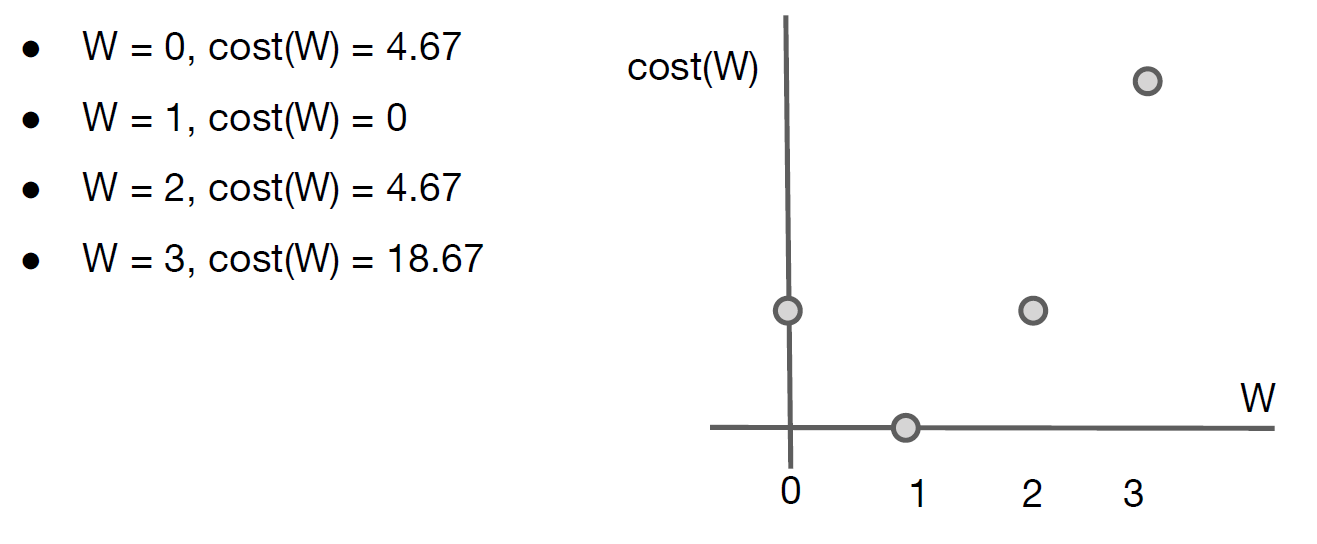 ● W = 0, cost(W) = 4.67
● W = 1, cost(W) = 0
● W = 2, cost(W) = 4.67
● W = 3, cost(W) = 18.67
cost(W)
W
0 1 2 3